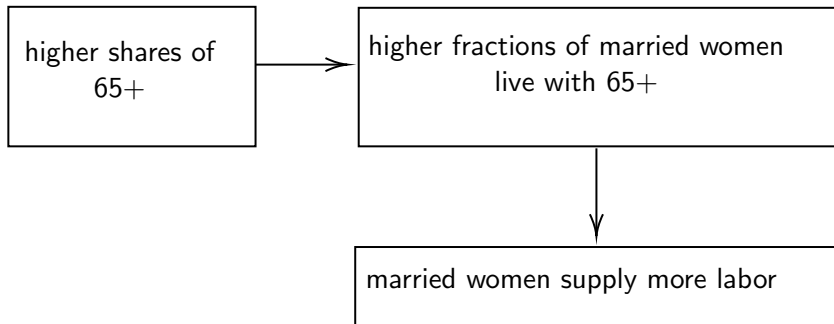 higher shares of
65+
higher fractions of married women
live with 65+
married women supply more labor